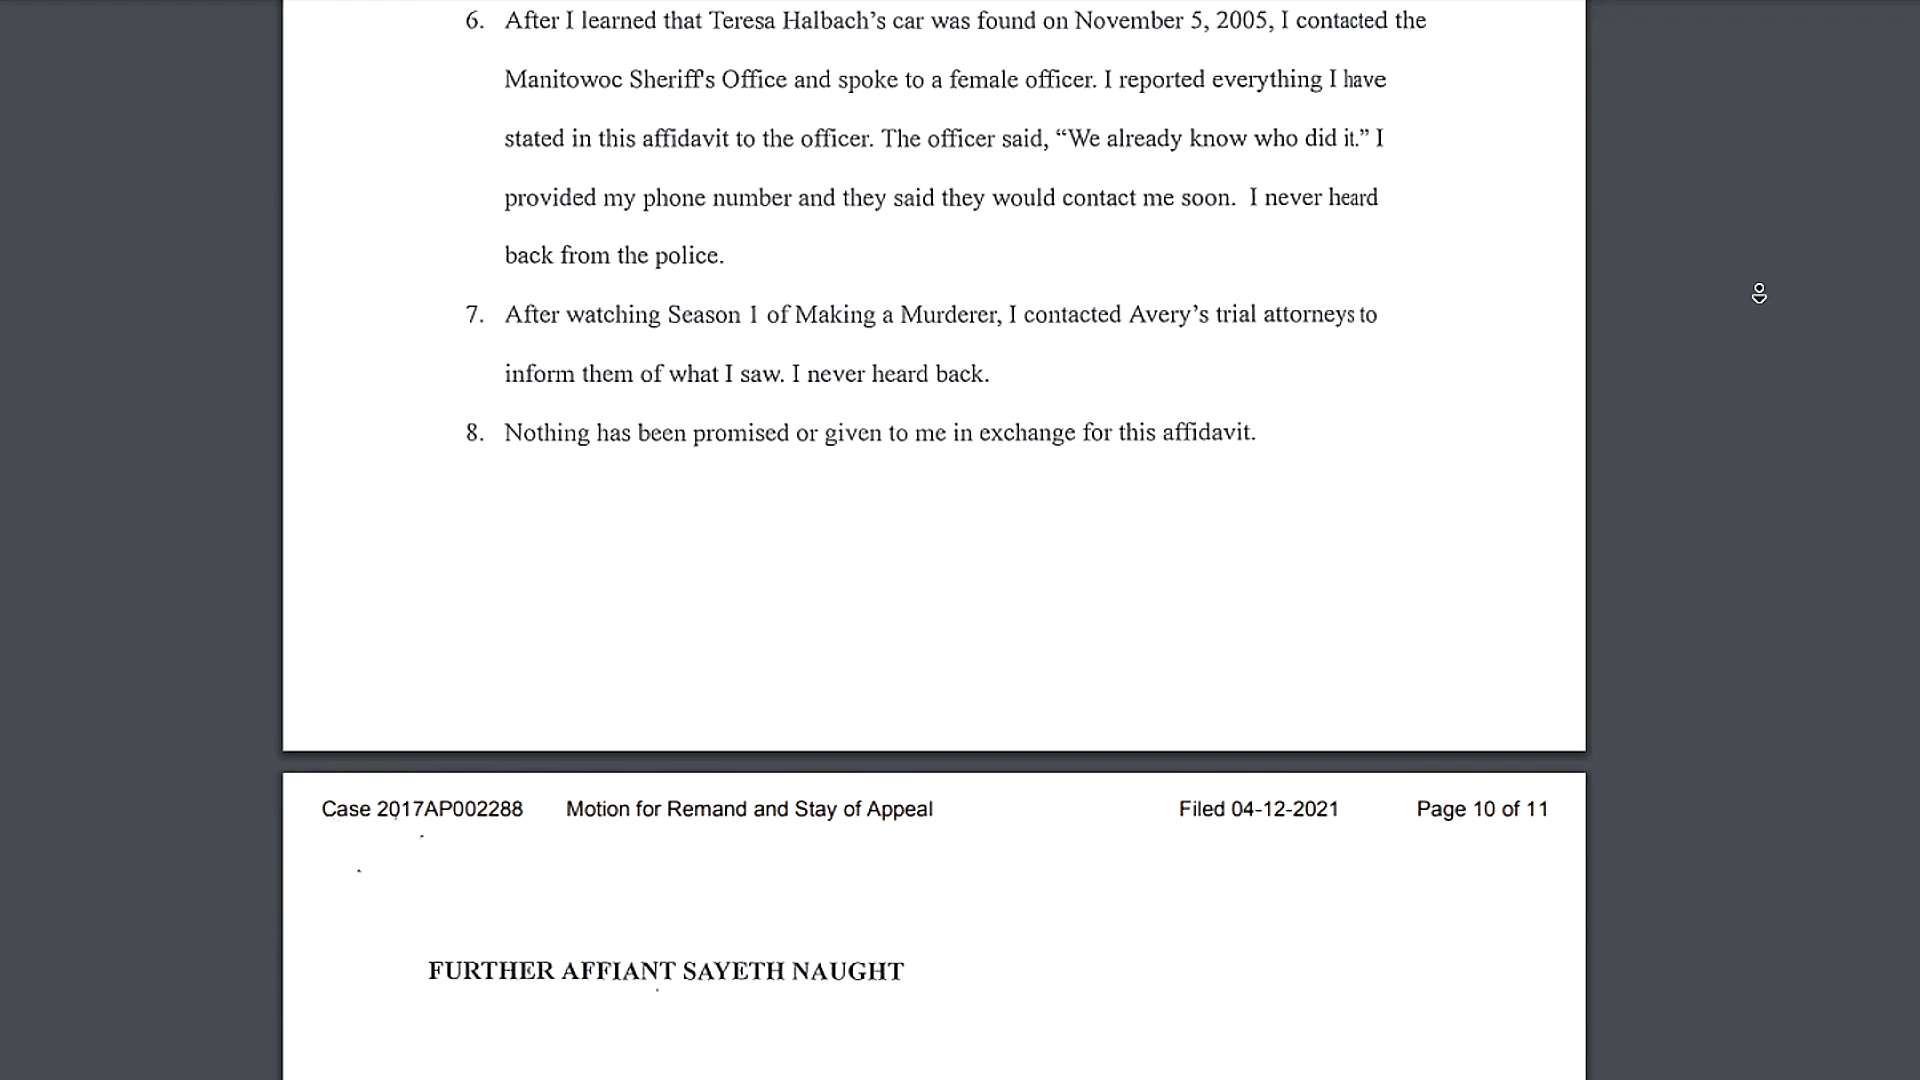 6. After I learned that Teresa Halbach’s car was found on November 5, 2005, I contacted the
Manitowoc Sheriff's Office and spoke to a female officer. I reported everything I have
stated in this affidavit to the officer. The officer said, “We already know who did it.” I
provided my phone number and they said they would contact me soon. I never heard
back from the police.
7. After watching Season 1 of Making a Murderer, I contacted Avery’s trial attorneys to
inform them of what I saw. I never heard back.
8. Nothing has been promised or given to me in exchange for this affidavit.
Case 2017AP002288 Motion for Remand and Stay of Appeal Filed 04-12-2021 Page 10 of 11
FURTHER AFFIANT SAYETH NAUGHT